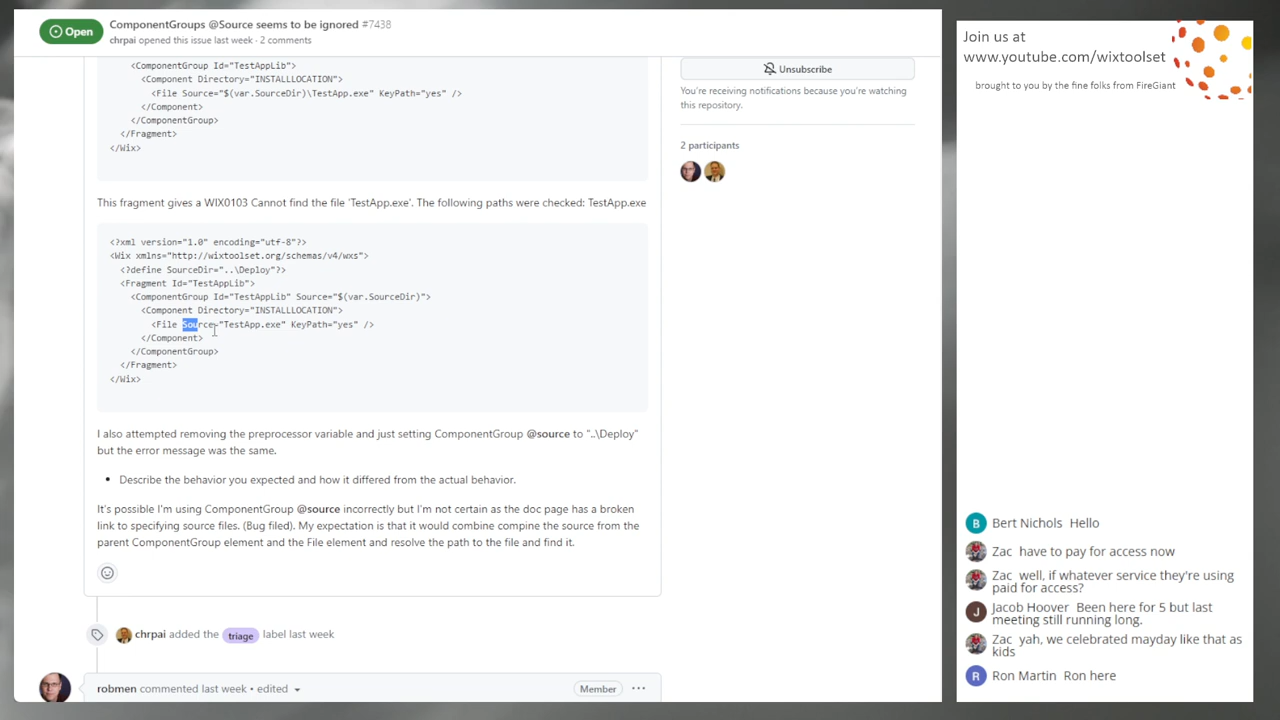 Open
ComponentGroups @Source seems to be ignored #7438
chrpai opened this issue last week · 2 comments
<ComponentGroup Id="TestAppLib">
<Component Directory="INSTALLLOCATION">
<File Source="$(var.SourceDir)\TestApp.exe" KeyPath="yes" />
</Component>
</ComponentGroup>
</Fragment>
</Wix>
This fragment gives a WIX0103 Cannot find the file 'TestApp.exe'. The following paths were checked: TestApp.exe
<?xml version="1.0" encoding="utf-8"?>
<Wix xmlns="http://wixtoolset.org/schemas/v4/wxs">
<?define SourceDir="..\Deploy"?>
<Fragment Id="TestAppLib">
<ComponentGroup Id="TestAppLib" Source="$(var.SourceDir)">
<Component Directory="INSTALLLOCATION">
<File Source="TestApp.exe" KeyPath="yes" />
</Component>
</ComponentGroup>
</Fragment>
</Wix>
I also attempted removing the preprocessor variable and just setting ComponentGroup @source to "..\Deploy"
but the error message was the same.
• Describe the behavior you expected and how it differed from the actual behavior.
It's possible I'm using ComponentGroup @source incorrectly but I'm not certain as the doc page has a broken
link to specifying source files. (Bug filed). My expectation is that it would combine compine the source from the
parent ComponentGroup element and the File element and resolve the path to the file and find it.
chrpai added the triage label last week
robmen commented last week • edited
Member
Unsubscribe
You're receiving notifications because you're watching
this repository.
2 participants
Join us at
www.youtube.com/wixtoolset
brought to you by the fine folks from FireGiant
B Bert Nichols Hello
Zac have to pay for access now
Zac well, if whatever service they're using
paid for access?
J Jacob Hoover Been here for 5 but last
meeting still running long.
Zac yah, we celebrated mayday like that as
kids
R Ron Martin Ron here